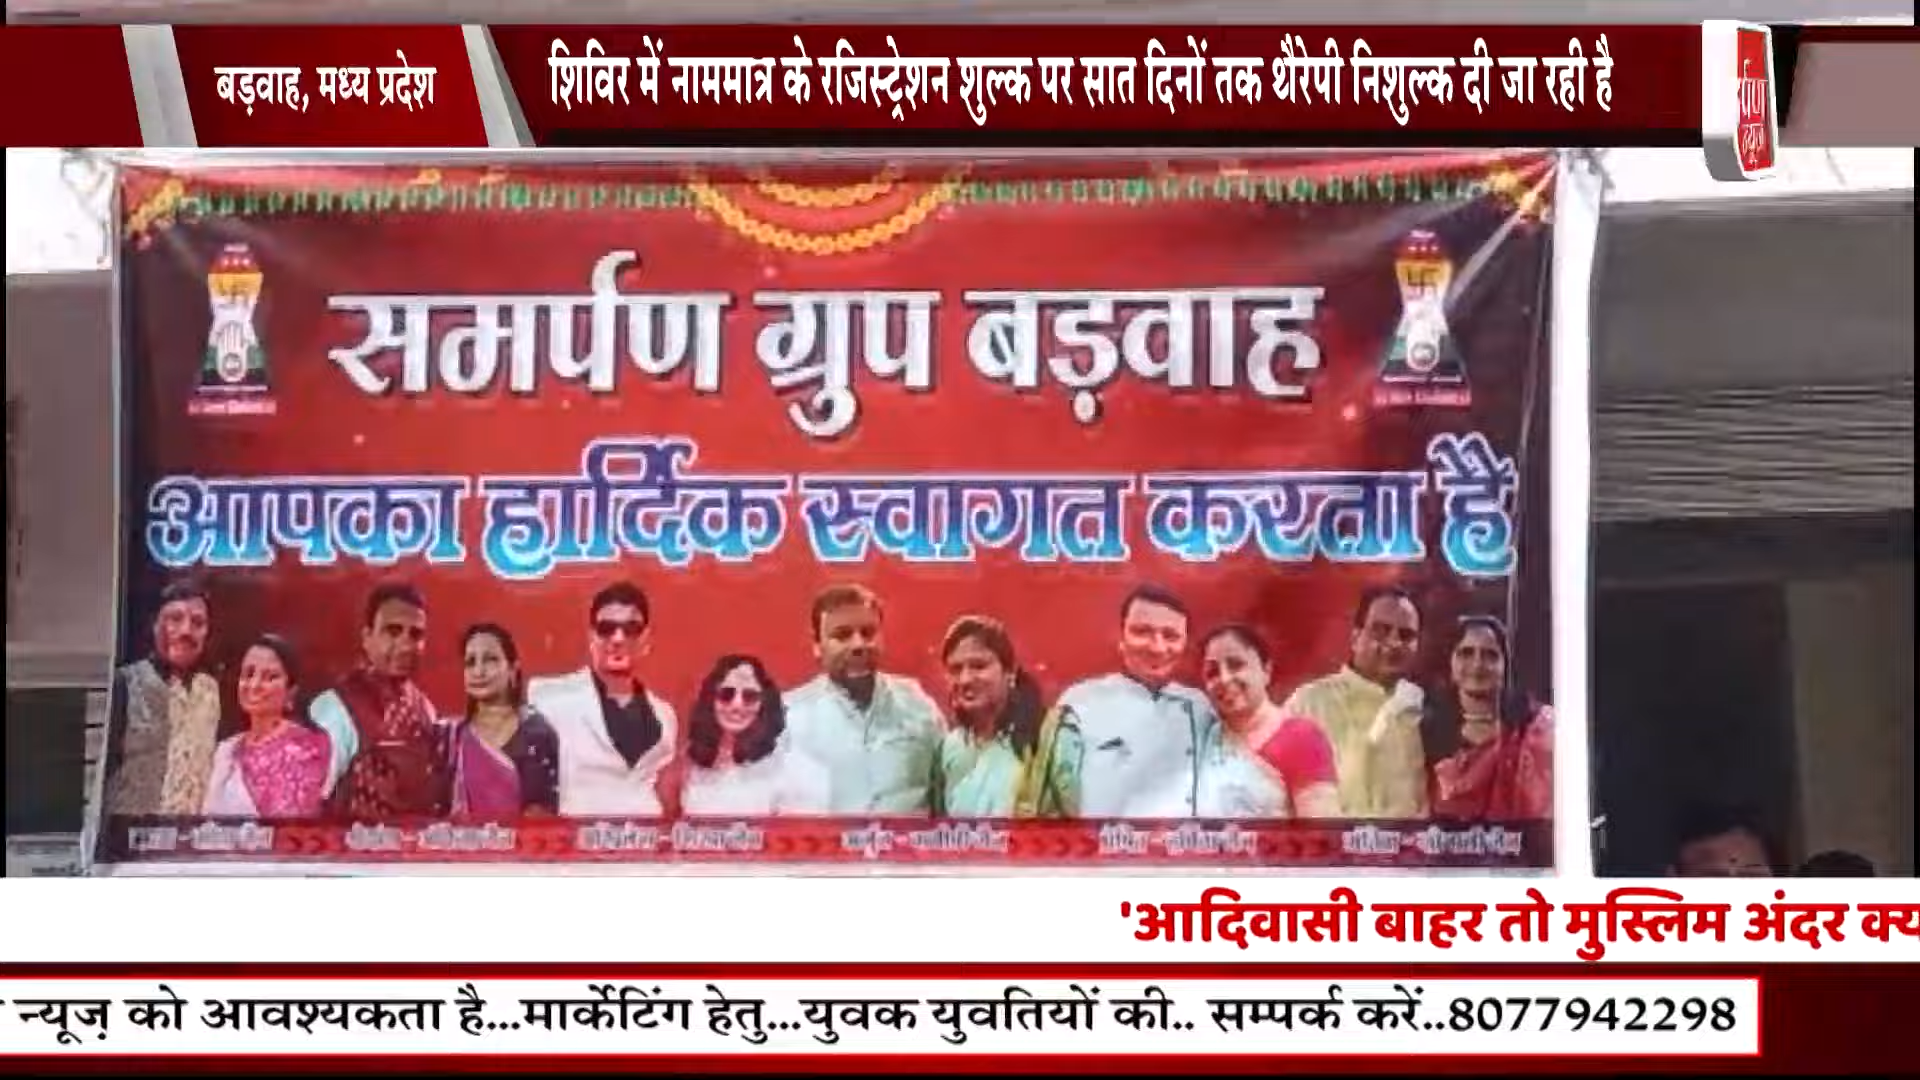 बड़वाह, मध्य प्रदेश
शिविर में नाममात्र के रजिस्ट्रेशन शुल्क पर सात दिनों तक थैरेपी निशुल्क दी जा रही है
न्यूज़
समर्पण ग्रुप बड़वाह
आपका हार्दिक स्वागत करता है
'आदिवासी बाहर तो मुस्लिम अंदर
न्यूज़ को आवश्यकता है...मार्केटिंग हेतु...युवक युवतियों की.. सम्पर्क करें..8077942298